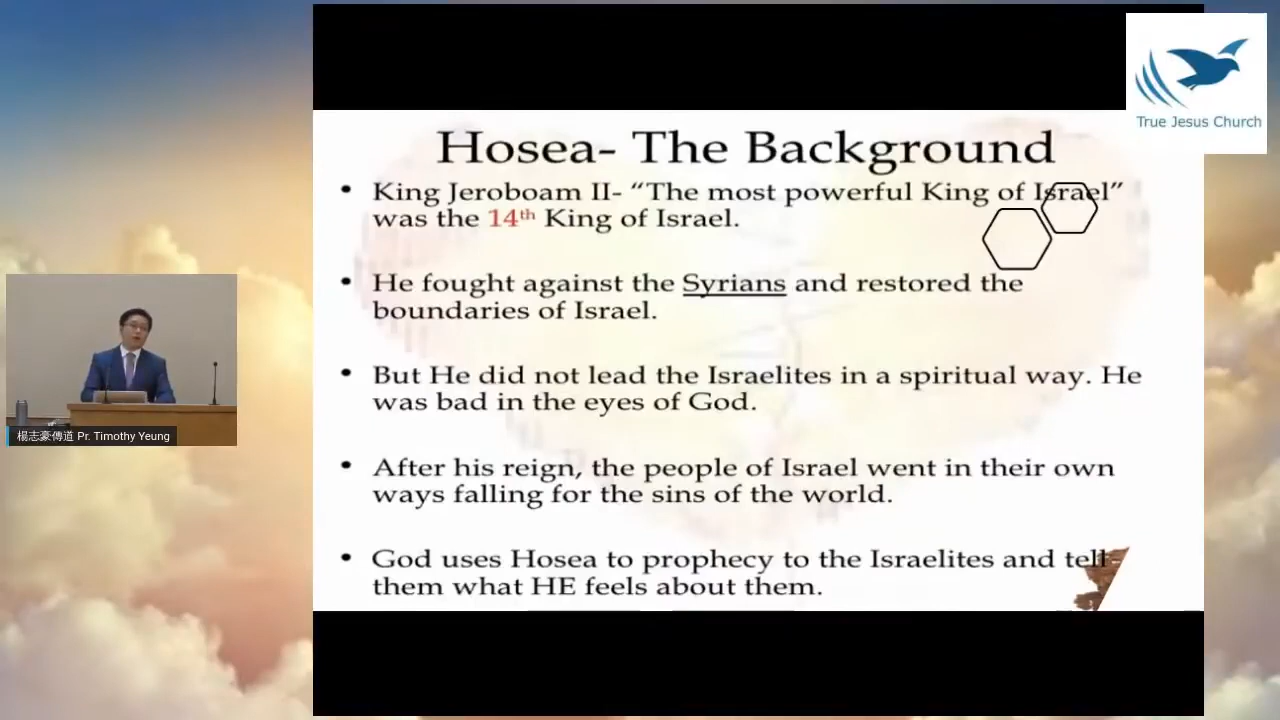 True Jesus Church
Hosea- The Background
• King Jeroboam II- “The most powerful King of Israel”
was the 14th King of Israel.
• He fought against the Syrians and restored the
boundaries of Israel.
• But He did not lead the Israelites in a spiritual way. He
was bad in the eyes of God.
• After his reign, the people of Israel went in their own
ways falling for the sins of the world.
• God uses Hosea to prophecy to the Israelites and tell
them what HE feels about them.
楊志豪傳道 Pr. Timothy Yeung